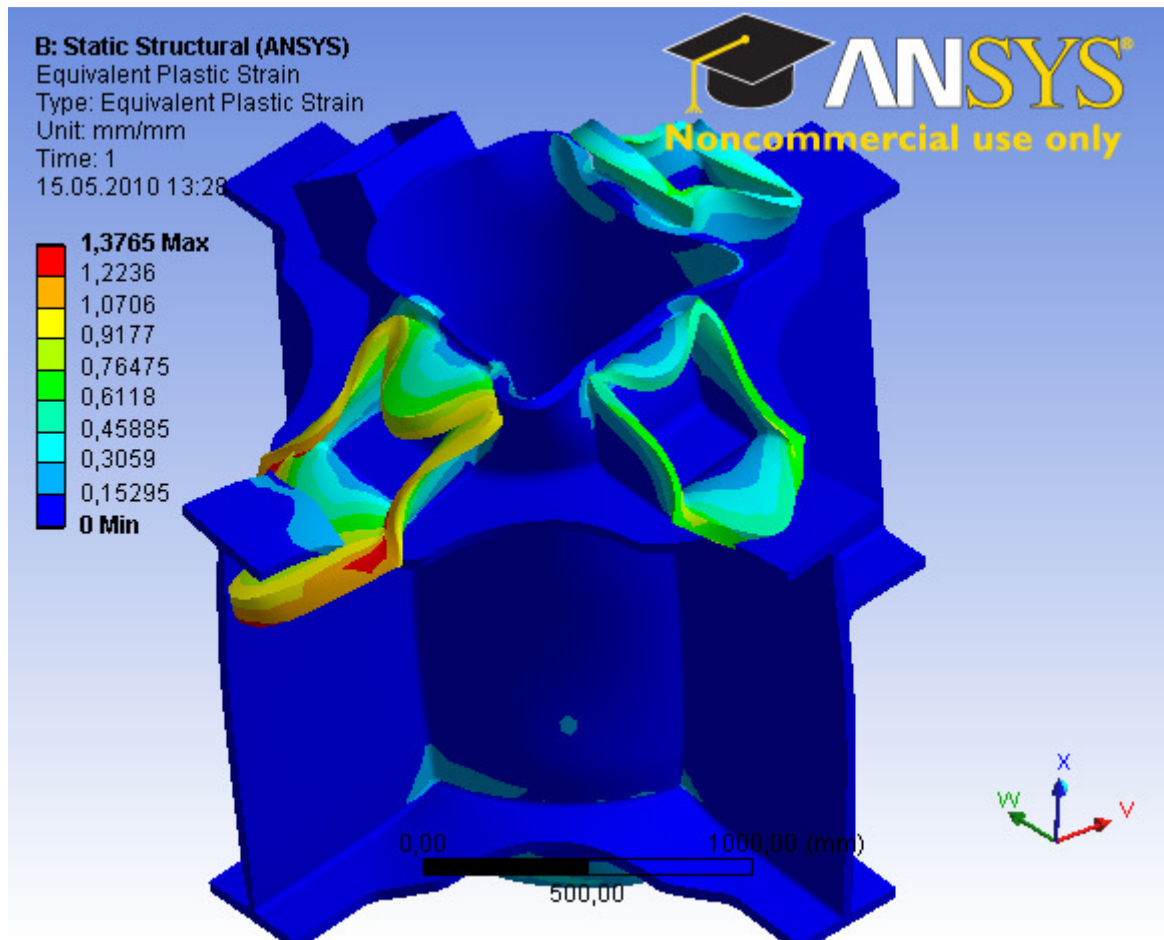 B: Static Structural (ANSYS)
Equivalent Plastic Strain
Type: Equivalent Plastic Strain
Unit: mm/mm
Time: 1
15.05.2010 13:28
ANSYS®
Noncommercial use only
1,3765 Max
1,2236
1,0706
0,9177
0,76475
0,6118
0,45885
0,3059
0,15295
0 Min
X
W
V
0,00
1000,00 (mm)
500,00